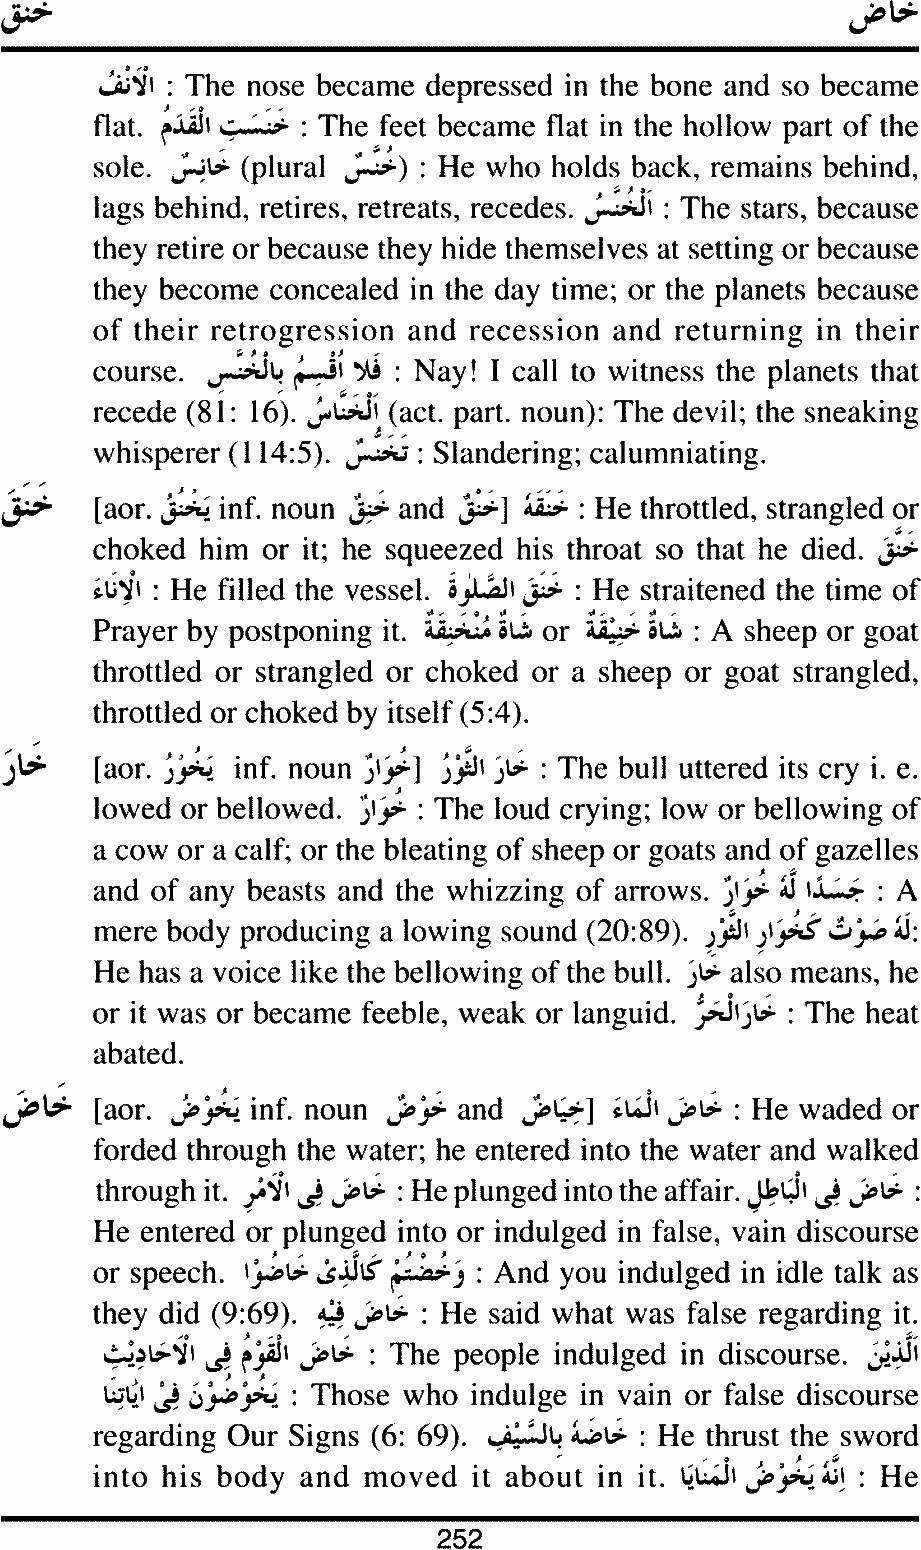 خنق خاض
الْاَنْفُ : The nose became depressed in the bone and so became
flat. خَنَسَتِ الْقَدَمُ : The feet became flat in the hollow part of the
sole. خَانِسٌ (plural خُنَّسٌ) : He who holds back, remains behind,
lags behind, retires, retreats, recedes. اَلْخُنَّسُ : The stars, because
they retire or because they hide themselves at setting or because
they become concealed in the day time; or the planets because
of their retrogression and recession and returning in their
course. فَلَا اُقْسِمُ بِالْخُنَّسِ : Nay! I call to witness the planets that
recede (81: 16). اَلْخَنَّاسُ (act. part. noun): The devil; the sneaking
whisperer (114:5). تَخَنُّسٌ : Slandering; calumniating.
خَنَقَ [aor. يَخْنُقُ inf. noun خَنِقٌ and خَنْقٌ] خَنَقَهُ : He throttled, strangled or
choked him or it; he squeezed his throat so that he died. خَنَّقَ
الْاِنَاءَ : He filled the vessel. خَنَقَ الصَّلٰوةَ : He straitened the time of
Prayer by postponing it. شَاةٌ مُنْخَنِقَةٌ or شَاةٌ خَنِيْقَةٌ : A sheep or goat
throttled or strangled or choked or a sheep or goat strangled,
throttled or choked by itself (5:4).
خَارَ [aor. يَخُوْرُ inf. noun خُوَارٌ] خَارَ الثَّوْرُ : The bull uttered its cry i. e.
lowed or bellowed. خُوَارٌ : The loud crying; low or bellowing of
a cow or a calf; or the bleating of sheep or goats and of gazelles
and of any beasts and the whizzing of arrows. جَسَدًا لَّهٗ خُوَارٌ : A
mere body producing a lowing sound (20:89). لَهٗ صَوْتٌ كَخُوَارِ الثَّوْرِ:
He has a voice like the bellowing of the bull. خَارَ also means, he
or it was or became feeble, weak or languid. خَارَالْحَرُّ : The heat
abated.
خَاضَ [aor. يَخُوْضُ inf. noun خَوْضٌ and خِيَاضٌ] خَاضَ الْمَاءَ : He waded or
forded through the water; he entered into the water and walked
through it. خَاضَ فِى الْاَمْرِ : He plunged into the affair. خَاضَ فِى الْبَاطِلِ :
He entered or plunged into or indulged in false, vain discourse
or speech. وَخُضْتُمْ كَالَّذِىْ خَاضُوْا : And you indulged in idle talk as
they did (9:69). خَاضَ فِيْهِ : He said what was false regarding it.
خَاضَ الْقَوْمُ فِى الْاَحَادِيْثِ : The people indulged in discourse. اَلَّذِيْنَ
يَخُوْضُوْنَ فِىْ اٰيَاتِنَا : Those who indulge in vain or false discourse
regarding Our Signs (6: 69). خَاضَهٗ بِالسَّيْفِ : He thrust the sword
into his body and moved it about in it. اِنَّهٗ يَخُوْضُ الْمَنَايَا : He
252